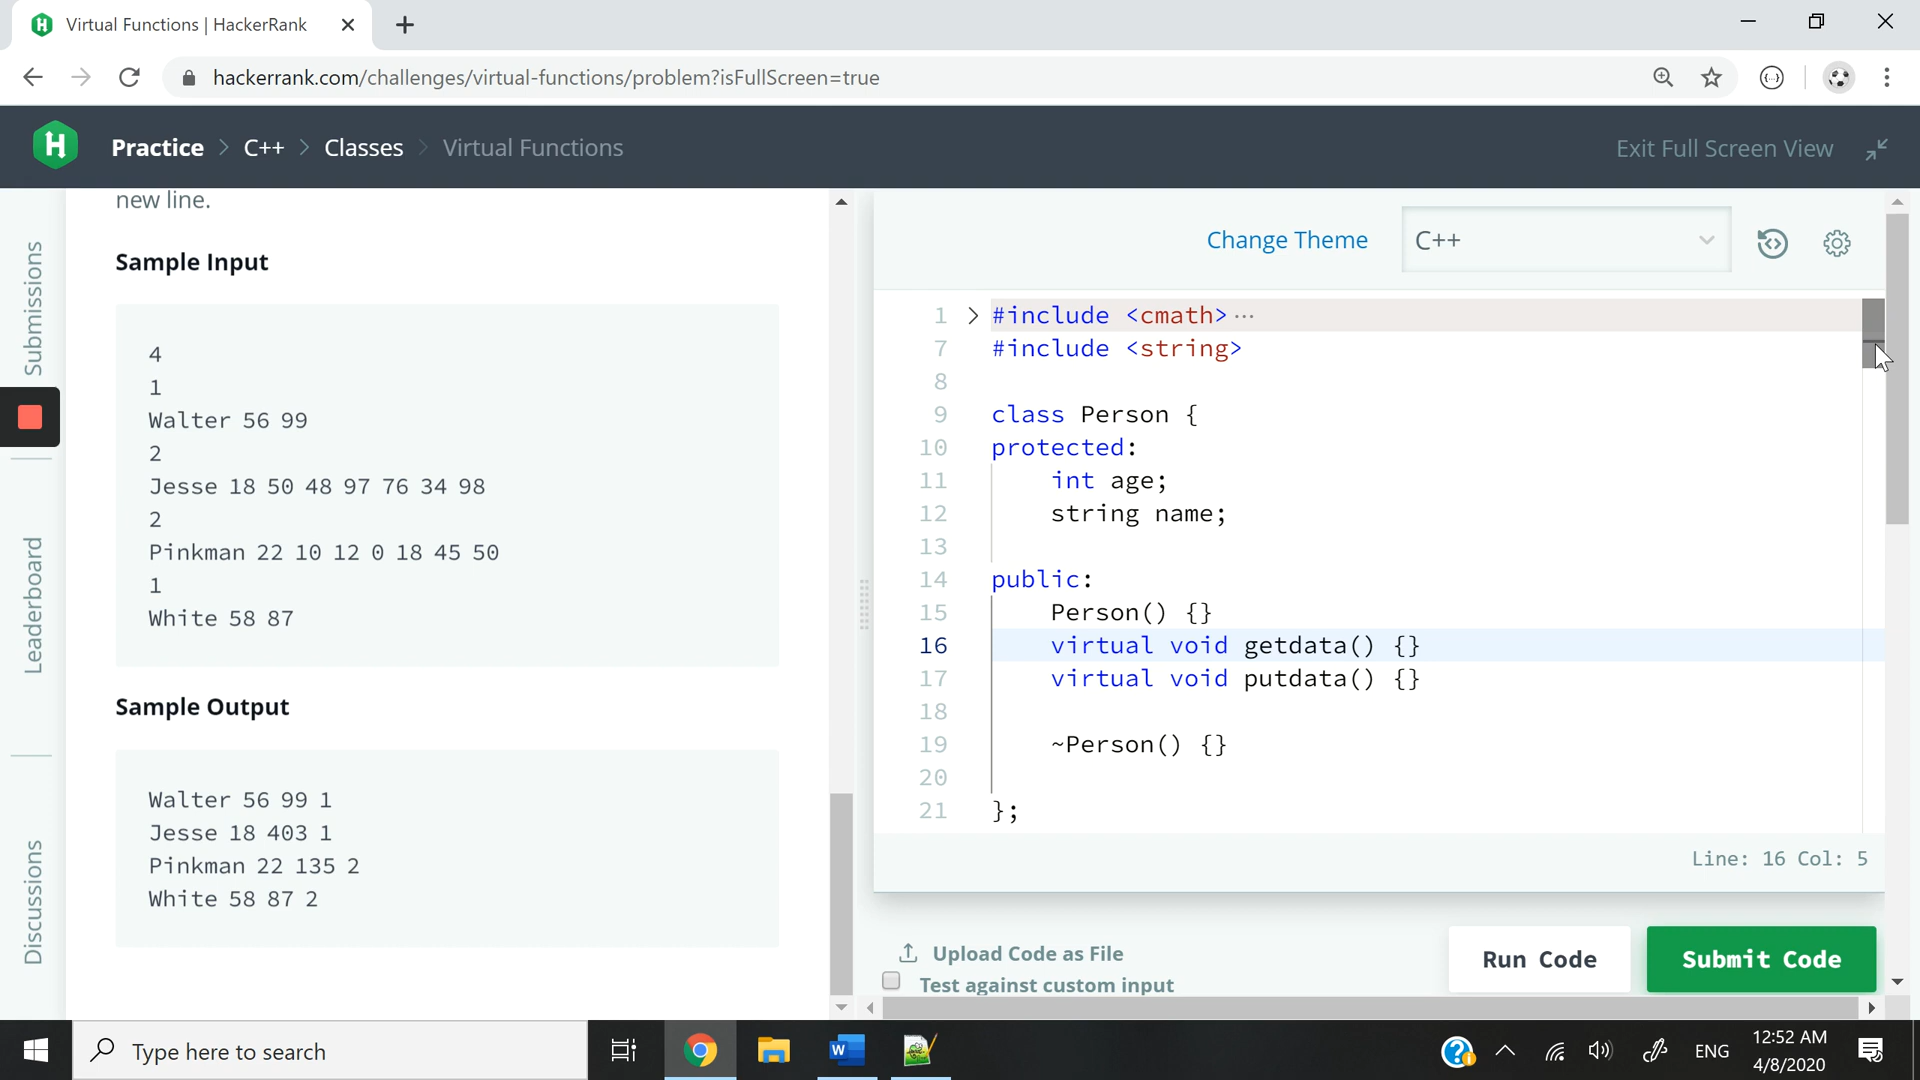 Virtual Functions | HackerRank
hackerrank.com/challenges/virtual-functions/problem?isFullScreen=true
Practice > C++ > Classes > Virtual Functions
Exit Full Screen View
Submissions
Leaderboard
Discussions
new line.
Sample Input
4
1
Walter 56 99
2
Jesse 18 50 48 97 76 34 98
2
Pinkman 22 10 12 0 18 45 50
1
White 58 87
Sample Output
Walter 56 99 1
Jesse 18 403 1
Pinkman 22 135 2
White 58 87 2
Change Theme
C++
1 > #include <cmath>···
7 #include <string>
8
9 class Person {
10 protected:
11 int age;
12 string name;
13
14 public:
15 Person() {}
16 virtual void getdata() {}
17 virtual void putdata() {}
18
19 ~Person() {}
20
21 };
Line: 16 Col: 5
Upload Code as File
Test against custom input
Run Code
Submit Code
Type here to search
ENG
12:52 AM
4/8/2020